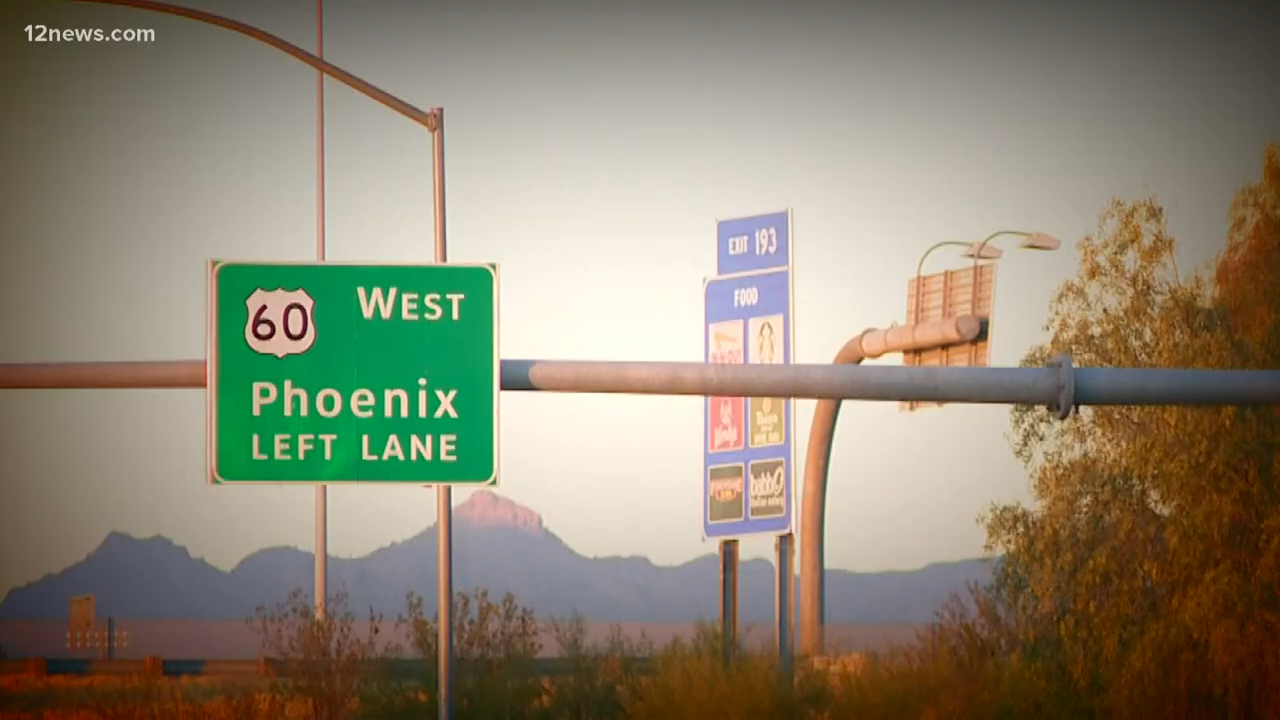 12news.com
60 WEST
Phoenix
LEFT LANE
EXIT 193
FOOD